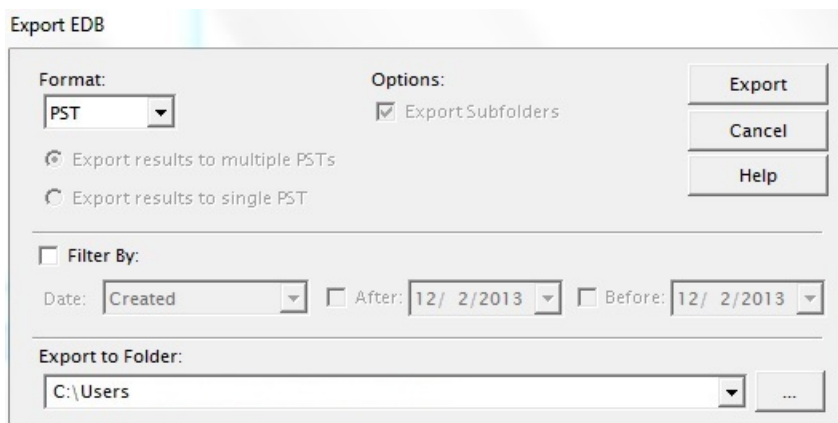 Export EDB
Format:
Options:
Export
PST
Export Subfolders
Cancel
Export results to multiple PSTs
Help
Export results to single PST
Filter By:
Date: Created After: 12/ 2/2013 Before: 12/ 2/2013
Export to Folder:
C:\Users ...